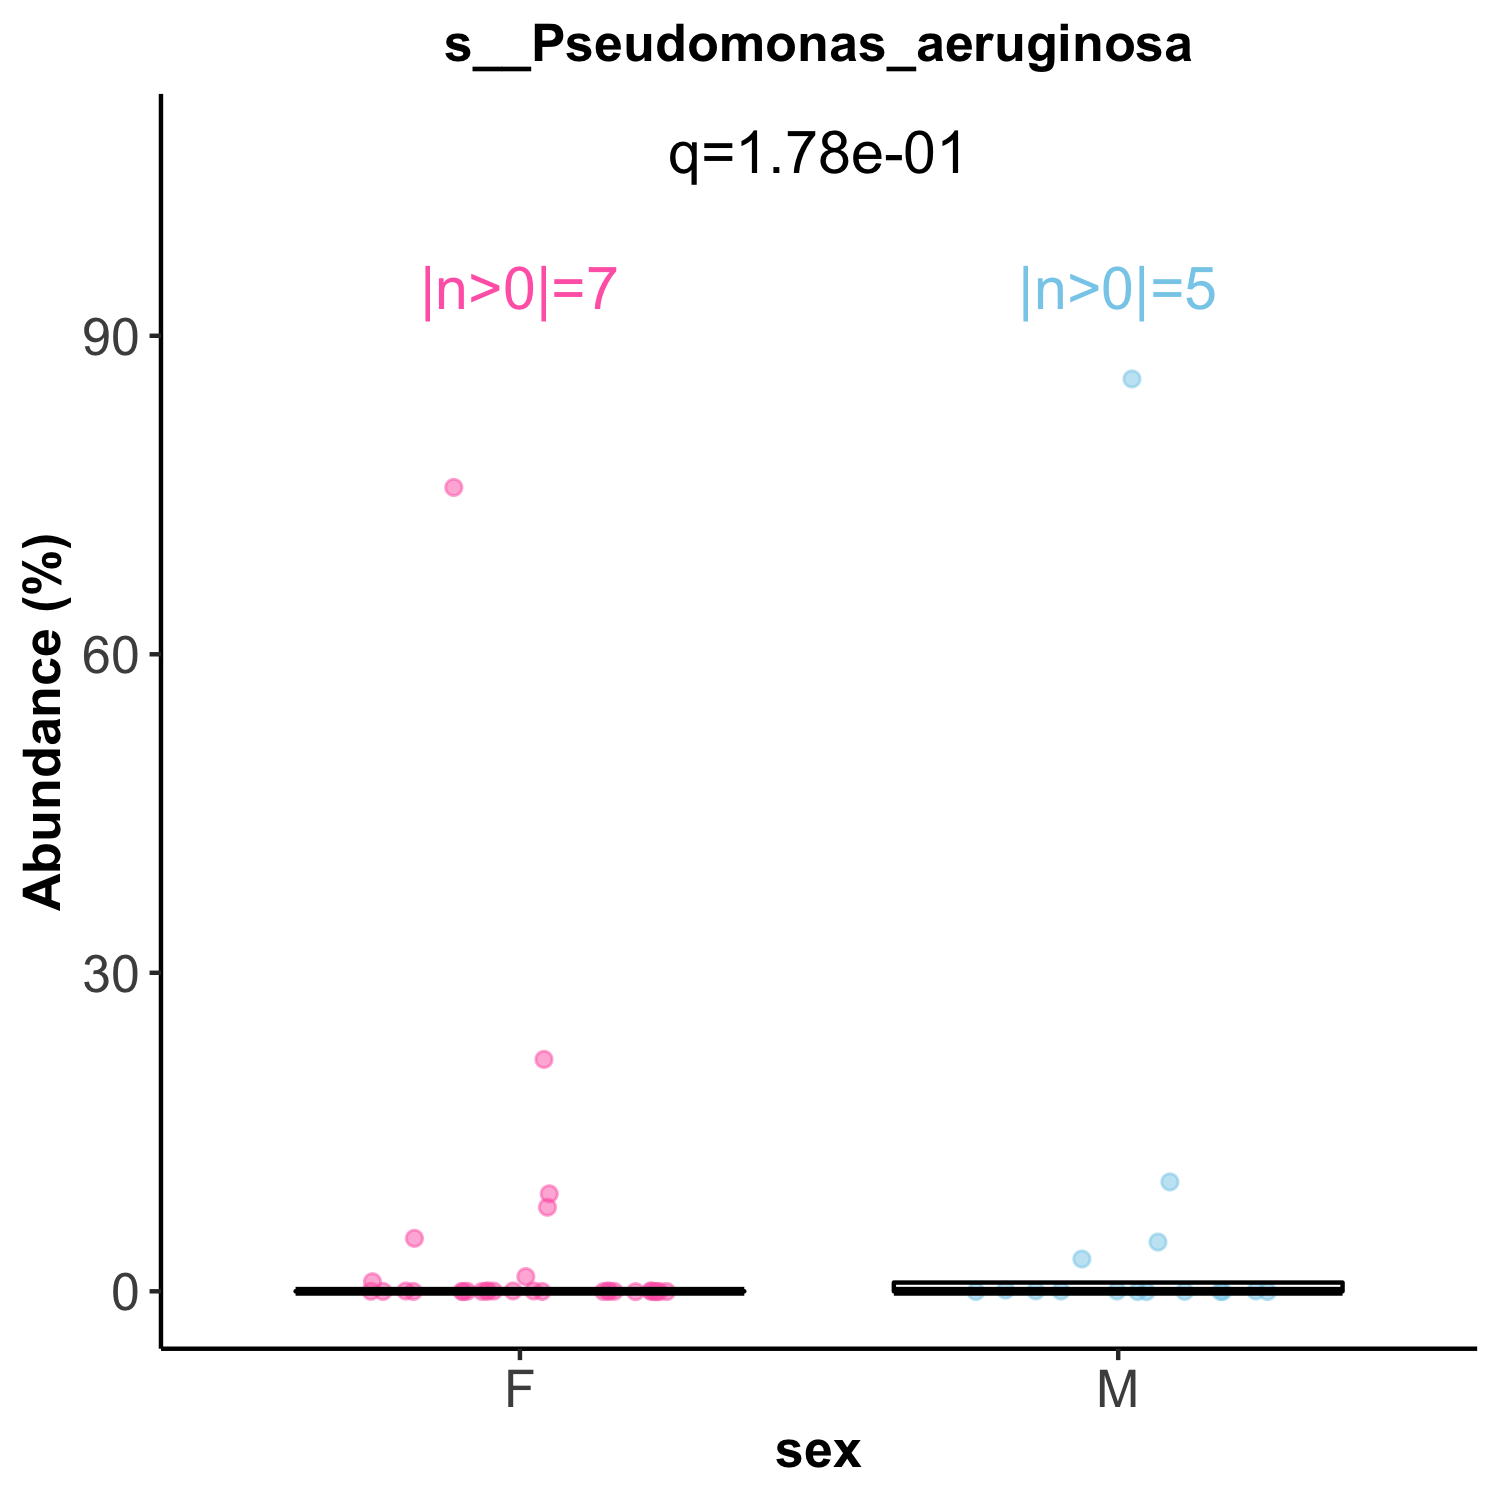 s__Pseudomonas_aeruginosa
q=1.78e-01
|n>0|=7 |n>0|=5
90
60
30
0
Abundance (%)
F M
sex